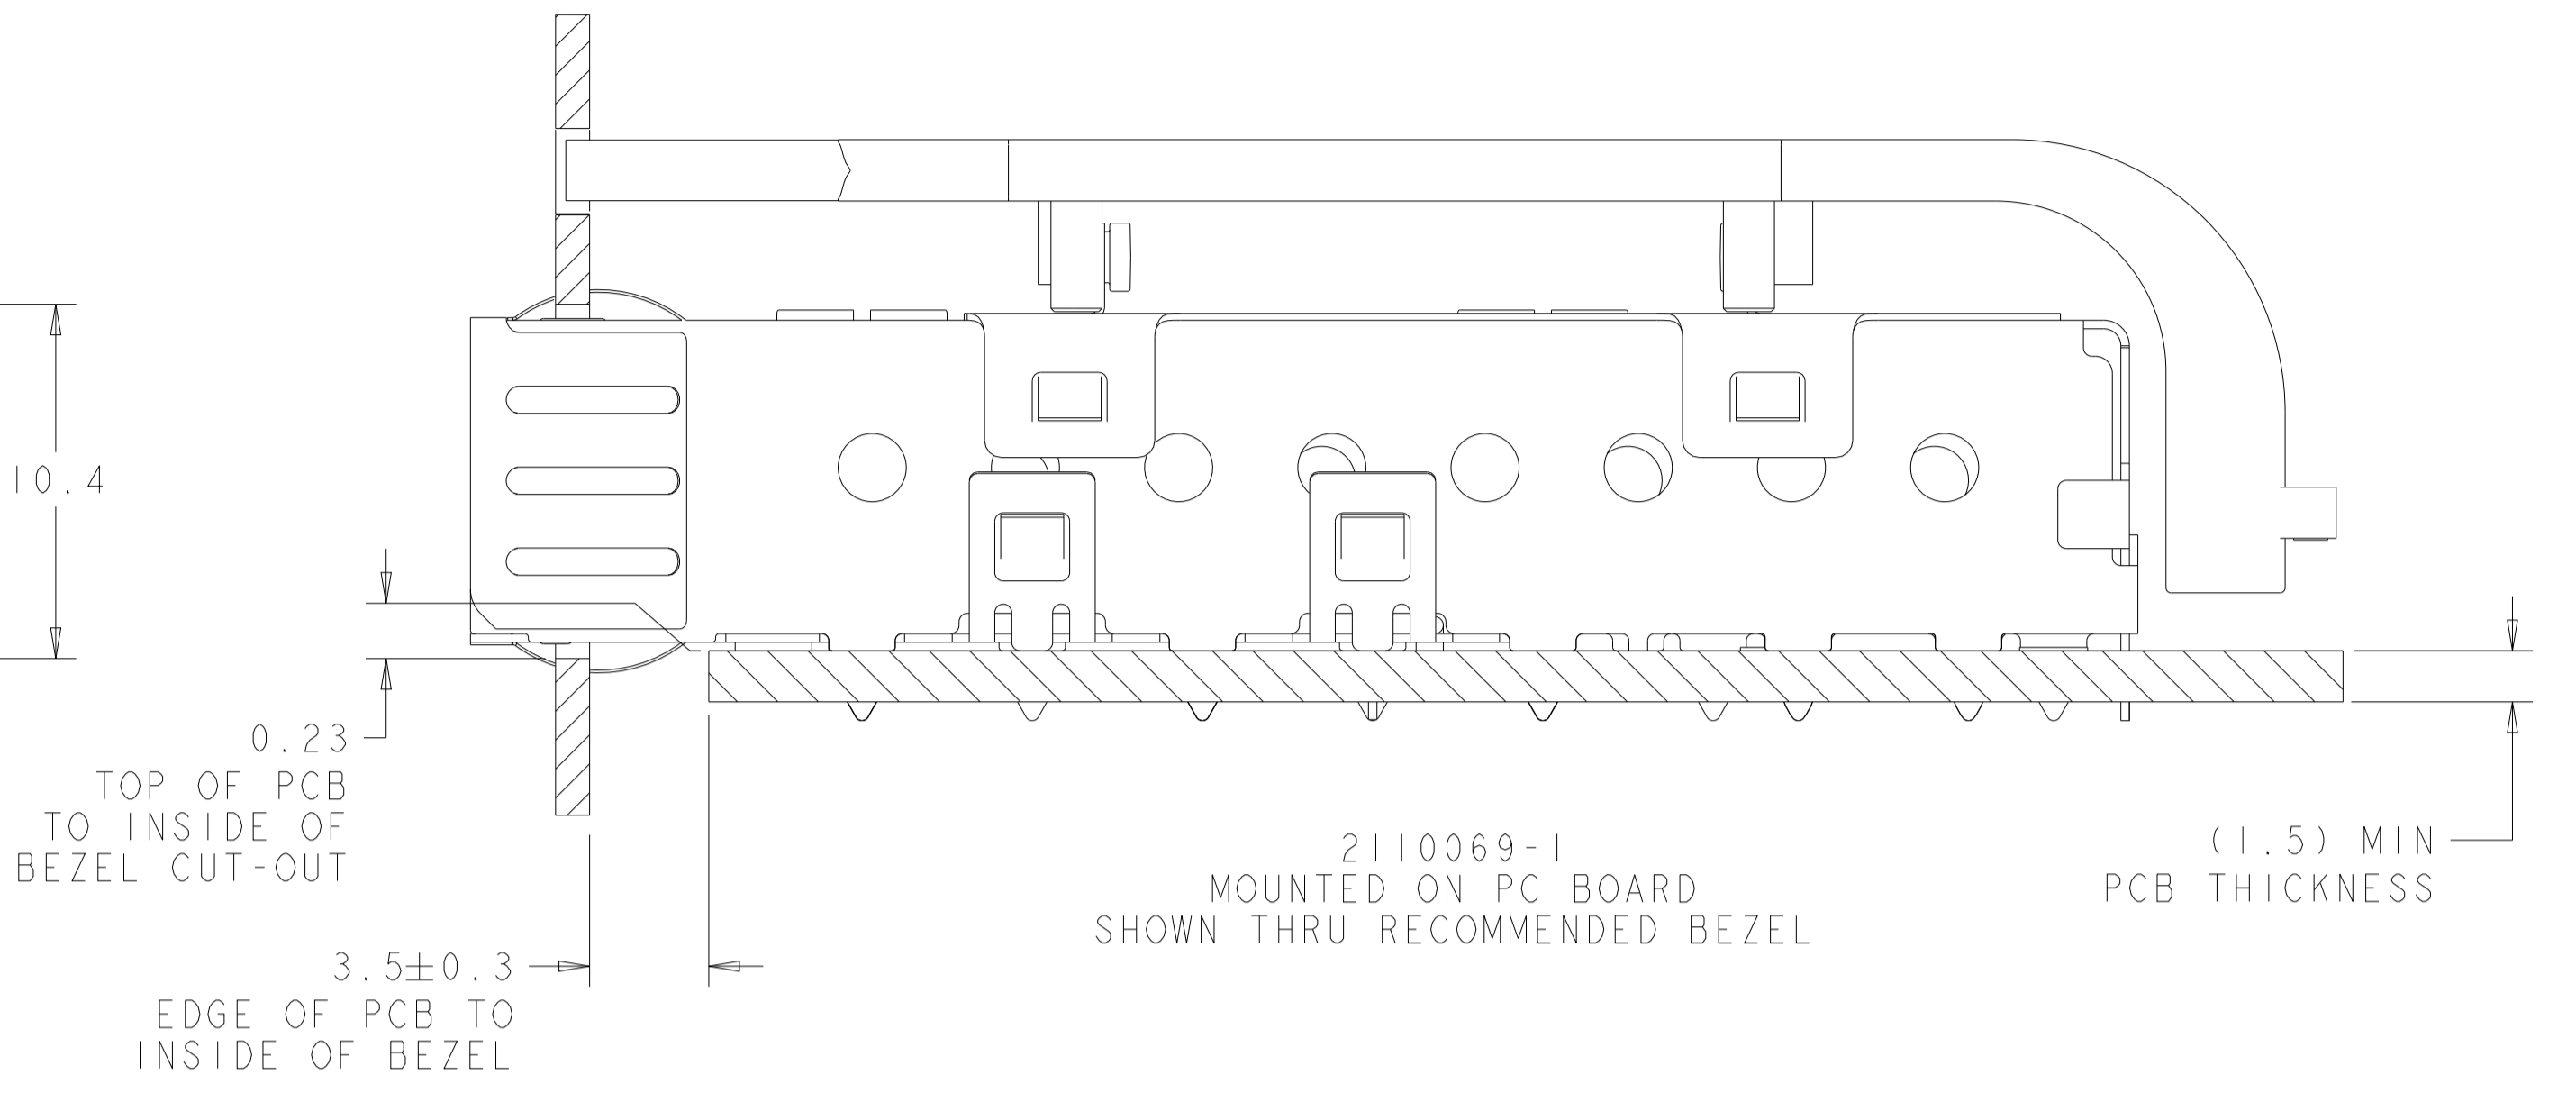 10.4
0.23
TOP OF PCB
TO INSIDE OF
BEZEL CUT-OUT
3.5±0.3
EDGE OF PCB TO
INSIDE OF BEZEL
2110069-1
MOUNTED ON PC BOARD
SHOWN THRU RECOMMENDED BEZEL
(1.5) MIN
PCB THICKNESS